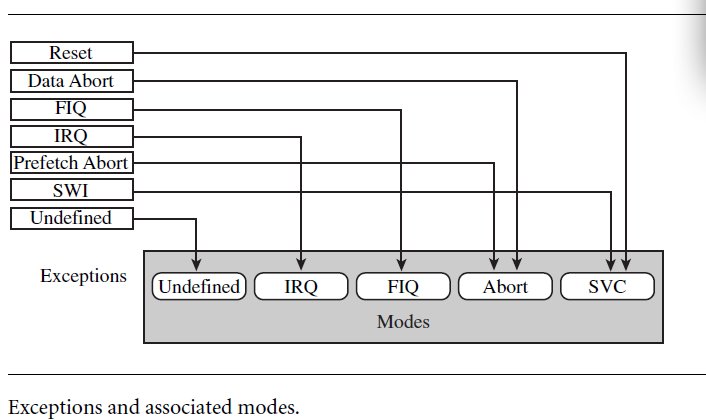 Reset
Data Abort
FIQ
IRQ
Prefetch Abort
SWI
Undefined
Exceptions
Undefined IRQ FIQ Abort SVC
Modes
Exceptions and associated modes.